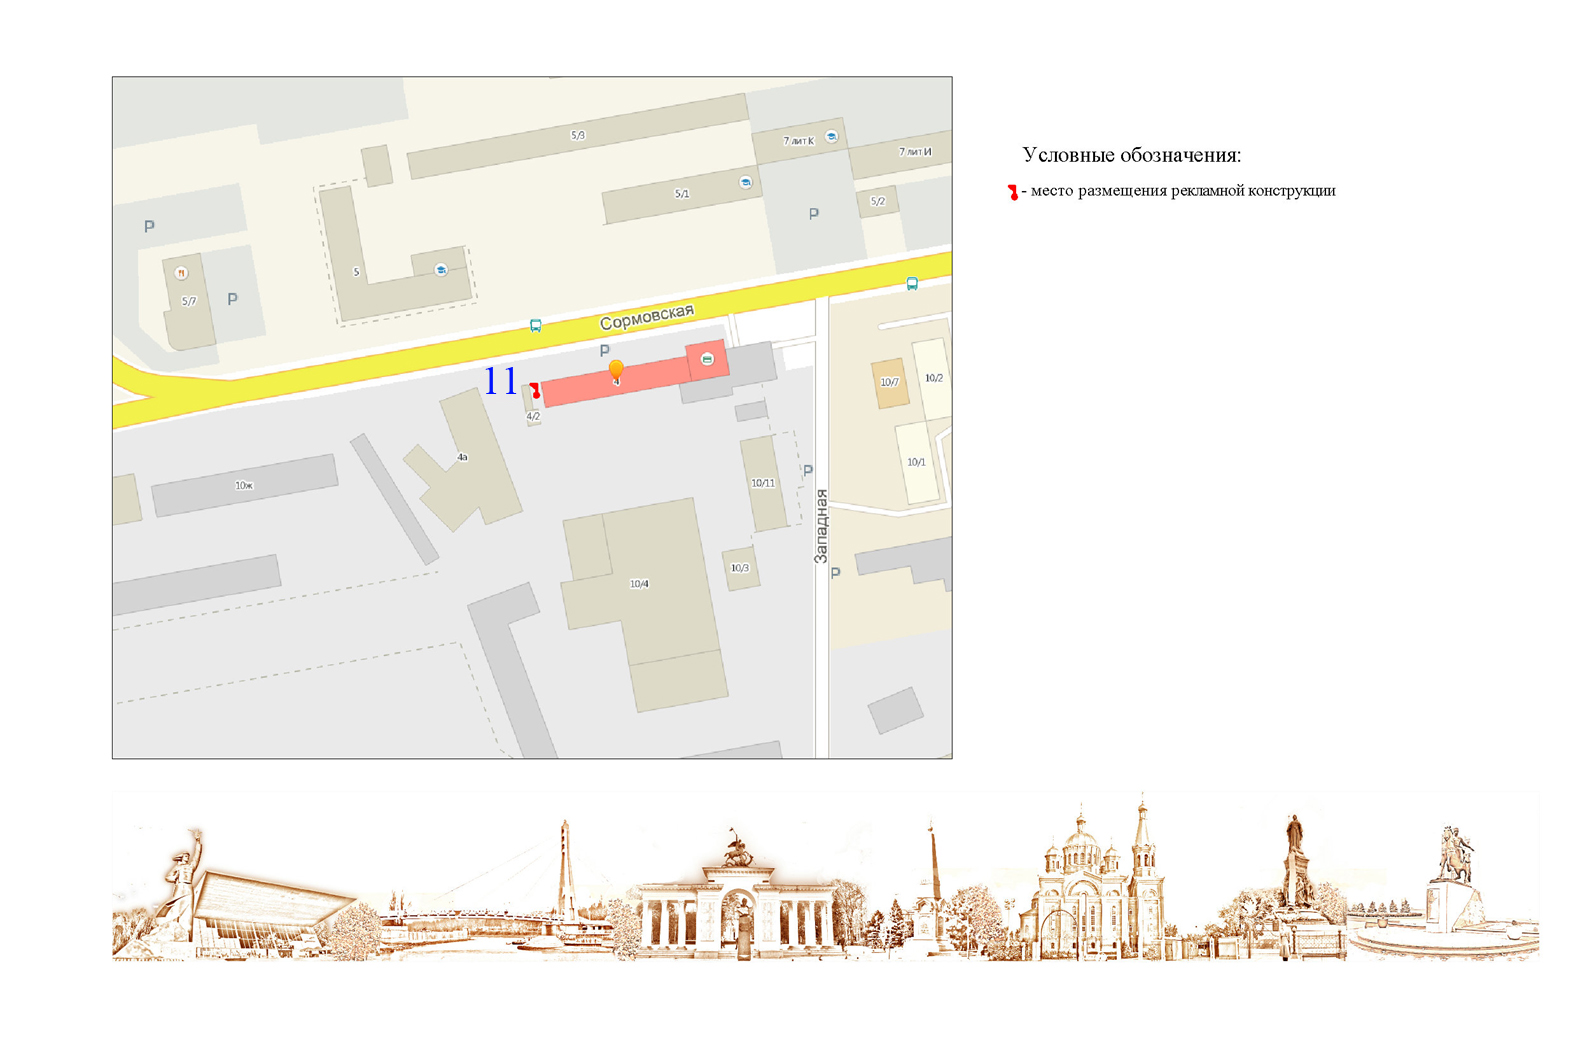 5/3
7 лит К
7 лит И
5/1
5/2
P
P
5
5/7
P
Сормовская
P
11
4
4/2
10/7
10/2
4а
10ж
10/11
P
10/1
Западная
10/3
10/4
P
Условные обозначения:
- место размещения рекламной конструкции